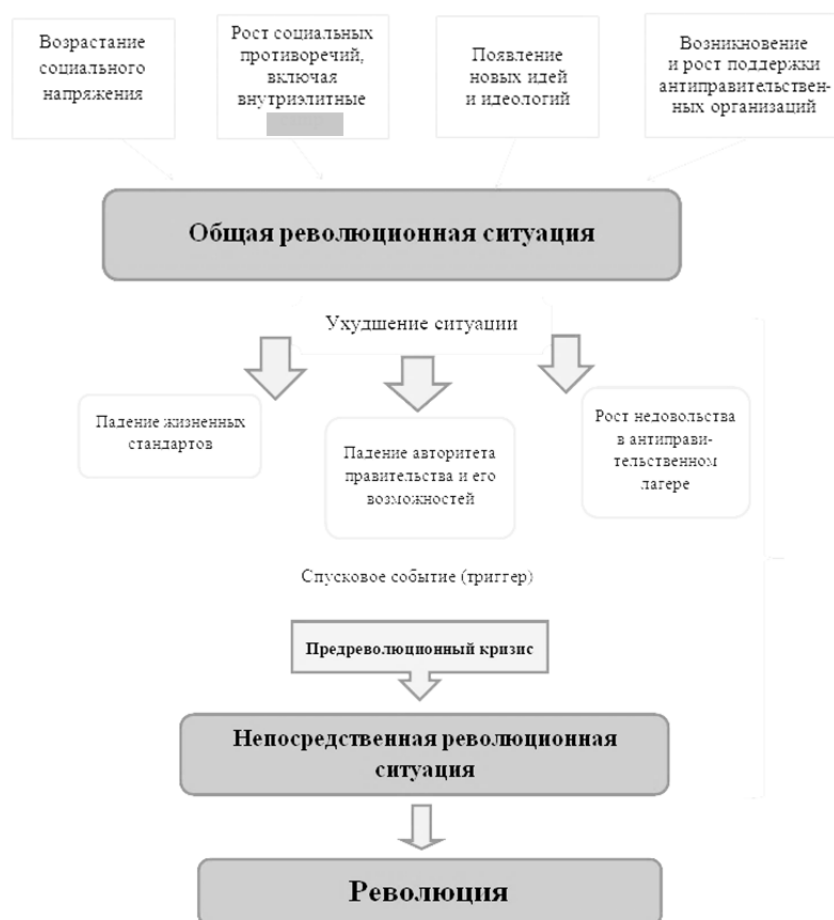 Возрастание
социального
напряжения
Рост социальных
противоречий,
включая
внутриэлитные
Появление
новых идей
и идеологий
Возникновение
и рост поддержки
антиправительствен-
ных организаций
Общая революционная ситуация
Ухудшение ситуации
Падение жизненных
стандартов
Падение авторитета
правительства и его
возможностей
Рост недовольства
в антиправи-
тельственном
лагере
Спусковое событие (триггер)
Предреволюционный кризис
Непосредственная революционная
ситуация
Революция